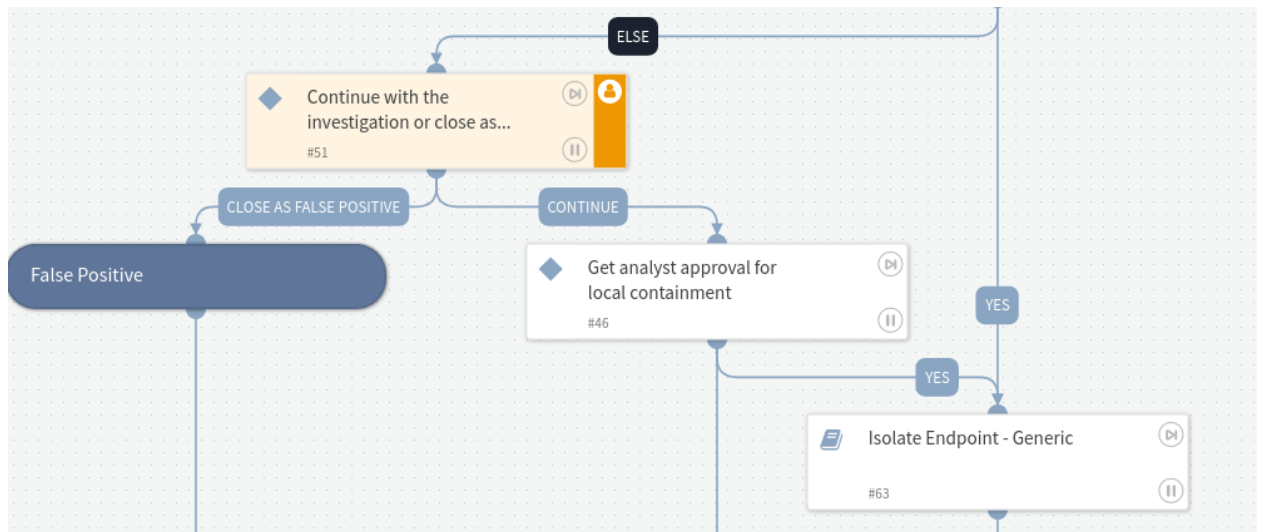 ELSE
Continue with the
investigation or close as...
#51
CLOSE AS FALSE POSITIVE
CONTINUE
False Positive
Get analyst approval for
local containment
#46
YES
YES
Isolate Endpoint - Generic
#63